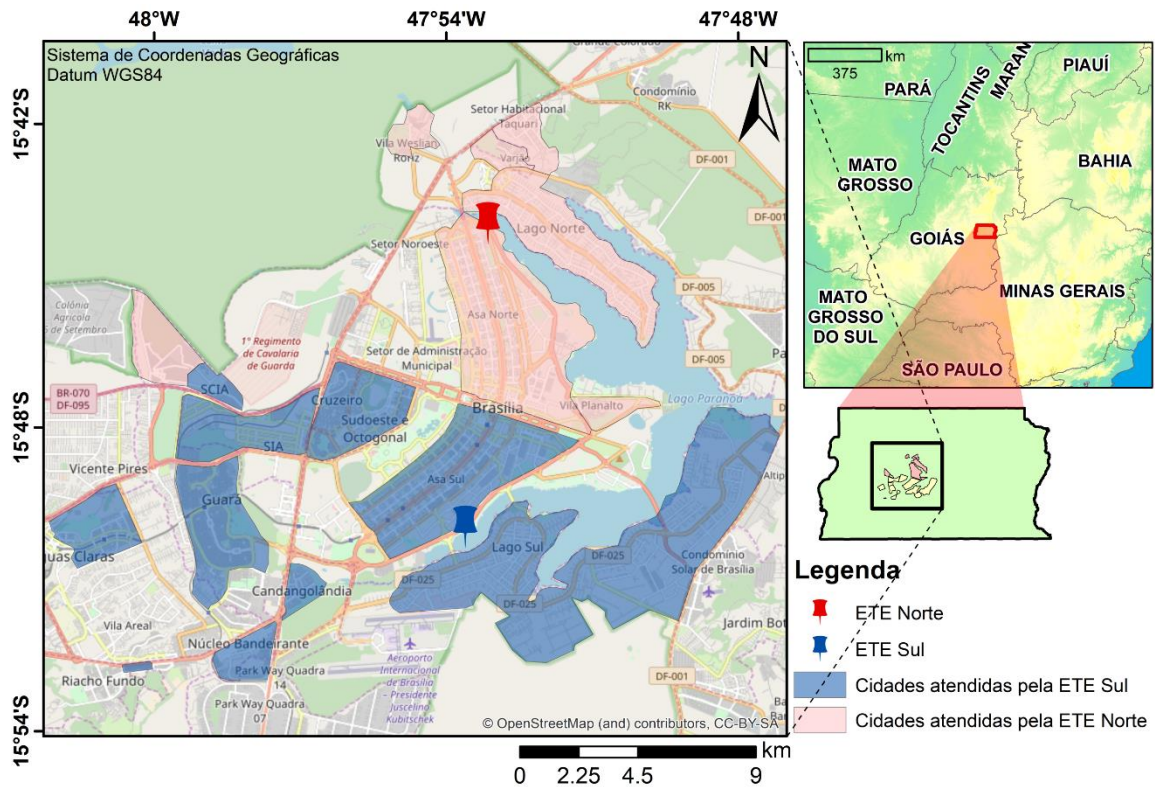 48°W
47°54'W
47°48'W
15°42'S
15°48'S
15°54'S
Sistema de Coordenadas Geográficas
Datum WGS84
N
Grande Colorado
Condomínio
RK
Setor Habitacional
Taquari
Vila Weslian
Roriz
Varjão
DF-001
DF-001
Lago Norte
Setor Noroeste
DF-005
Colônia
Agrícola
Asa Norte
1° Regimento
de Cavalaria
de Guarda
Setor de Administração
Municipal
DF-005
BR-070
DF-095
SCIA
Cruzeiro
Brasília
Vila Planalto
Lago Paranoá
Sudoeste e
Octogonal
SIA
Vicente Pires
Guará
Asa Sul
Lago Sul
DF-025
DF-025
DF-025
Condomínio
Solar de Brasília
Candangolândia
Vila Areal
Núcleo Bandeirante
Jardim Bot
Riacho Fundo
Park Way Quadra
14
Park Way Quadra
07
Aeroporto
Internacional
de Brasília
- Presidente
Juscelino
Kubitschek
DF-001
© OpenStreetMap (and) contributors, CC-BY-SA
km
0 2.25 4.5 9
km
375
PARÁ
TOCANTINS
MARAN
PIAUÍ
MATO
GROSSO
BAHIA
GOIÁS
MINAS GERAIS
MATO
GROSSO
DO SUL
SÃO PAULO
Legenda
ETE Norte
ETE Sul
Cidades atendidas pela ETE Sul
Cidades atendidas pela ETE Norte